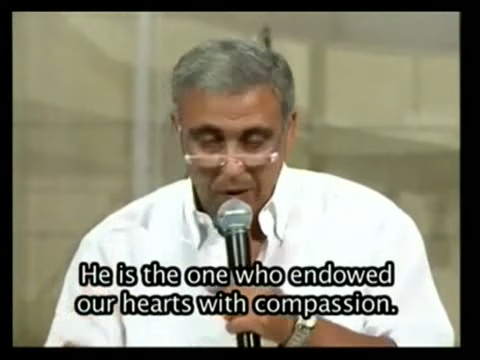 He is the one who endowed
our hearts with compassion.